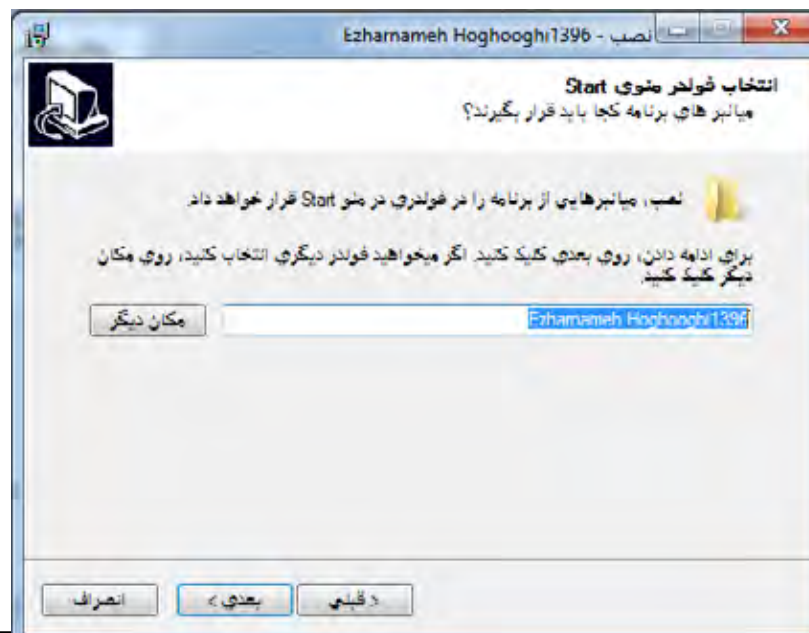 نصب - Ezharnameh Hoghooghi1396
انتخاب فولدر منوی Start
میانبر های برنامه کجا باید قرار بگیرند؟
نصب، میانبرهایی از برنامه را در فولدری در منو Start قرار خواهد داد.
برای ادامه دادن، روی بعدی کلیک کنید. اگر میخواهید فولدر دیگری انتخاب کنید، روی مکان
دیگر کلیک کنید.
Ezharnameh Hoghooghi1396
مکان دیگر
< قبلی
بعدی >
انصراف